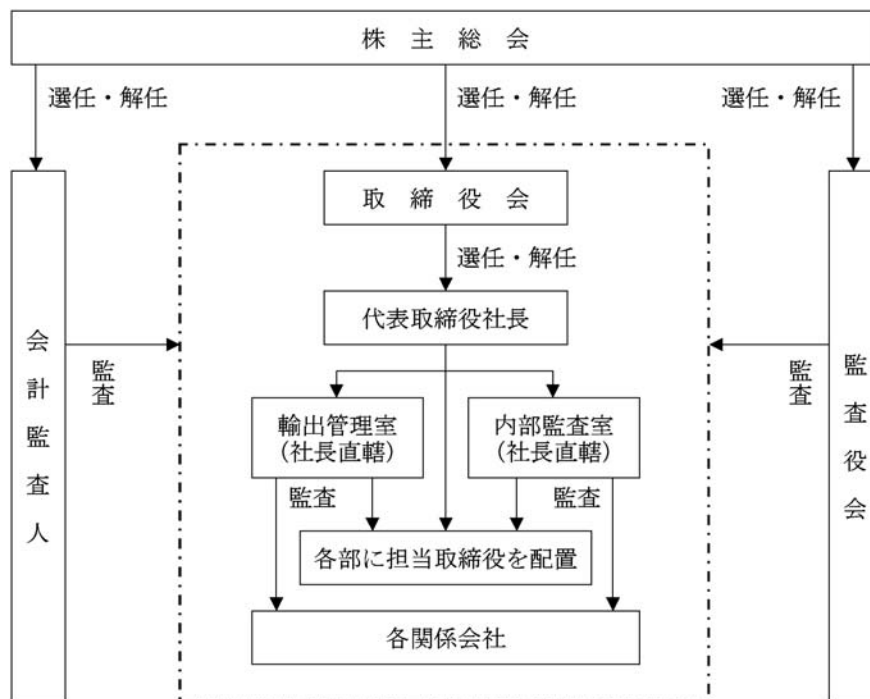 株主総会
選任・解任
選任・解任
選任・解任
取締役会
選任・解任
代表取締役社長
会計監査人
監査
監査
監査役会
輸出管理室
(社長直轄)
内部監査室
(社長直轄)
監査
監査
各部に担当取締役を配置
各関係会社